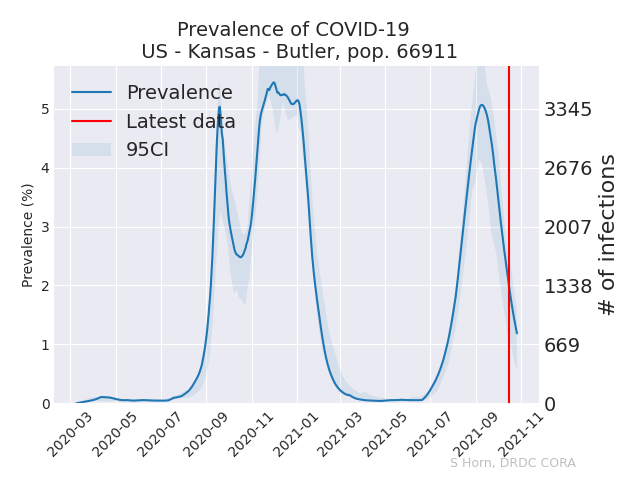 Prevalence of COVID-19
US - Kansas - Butler, pop. 66911
Prevalence
Latest data
95CI
Prevalence (%)
5
4
3
2
1
0
3345
2676
2007
1338
669
0
# of infections
2020-03
2020-05
2020-07
2020-09
2020-11
2021-01
2021-03
2021-05
2021-07
2021-09
2021-11
S Horn, DRDC CORA